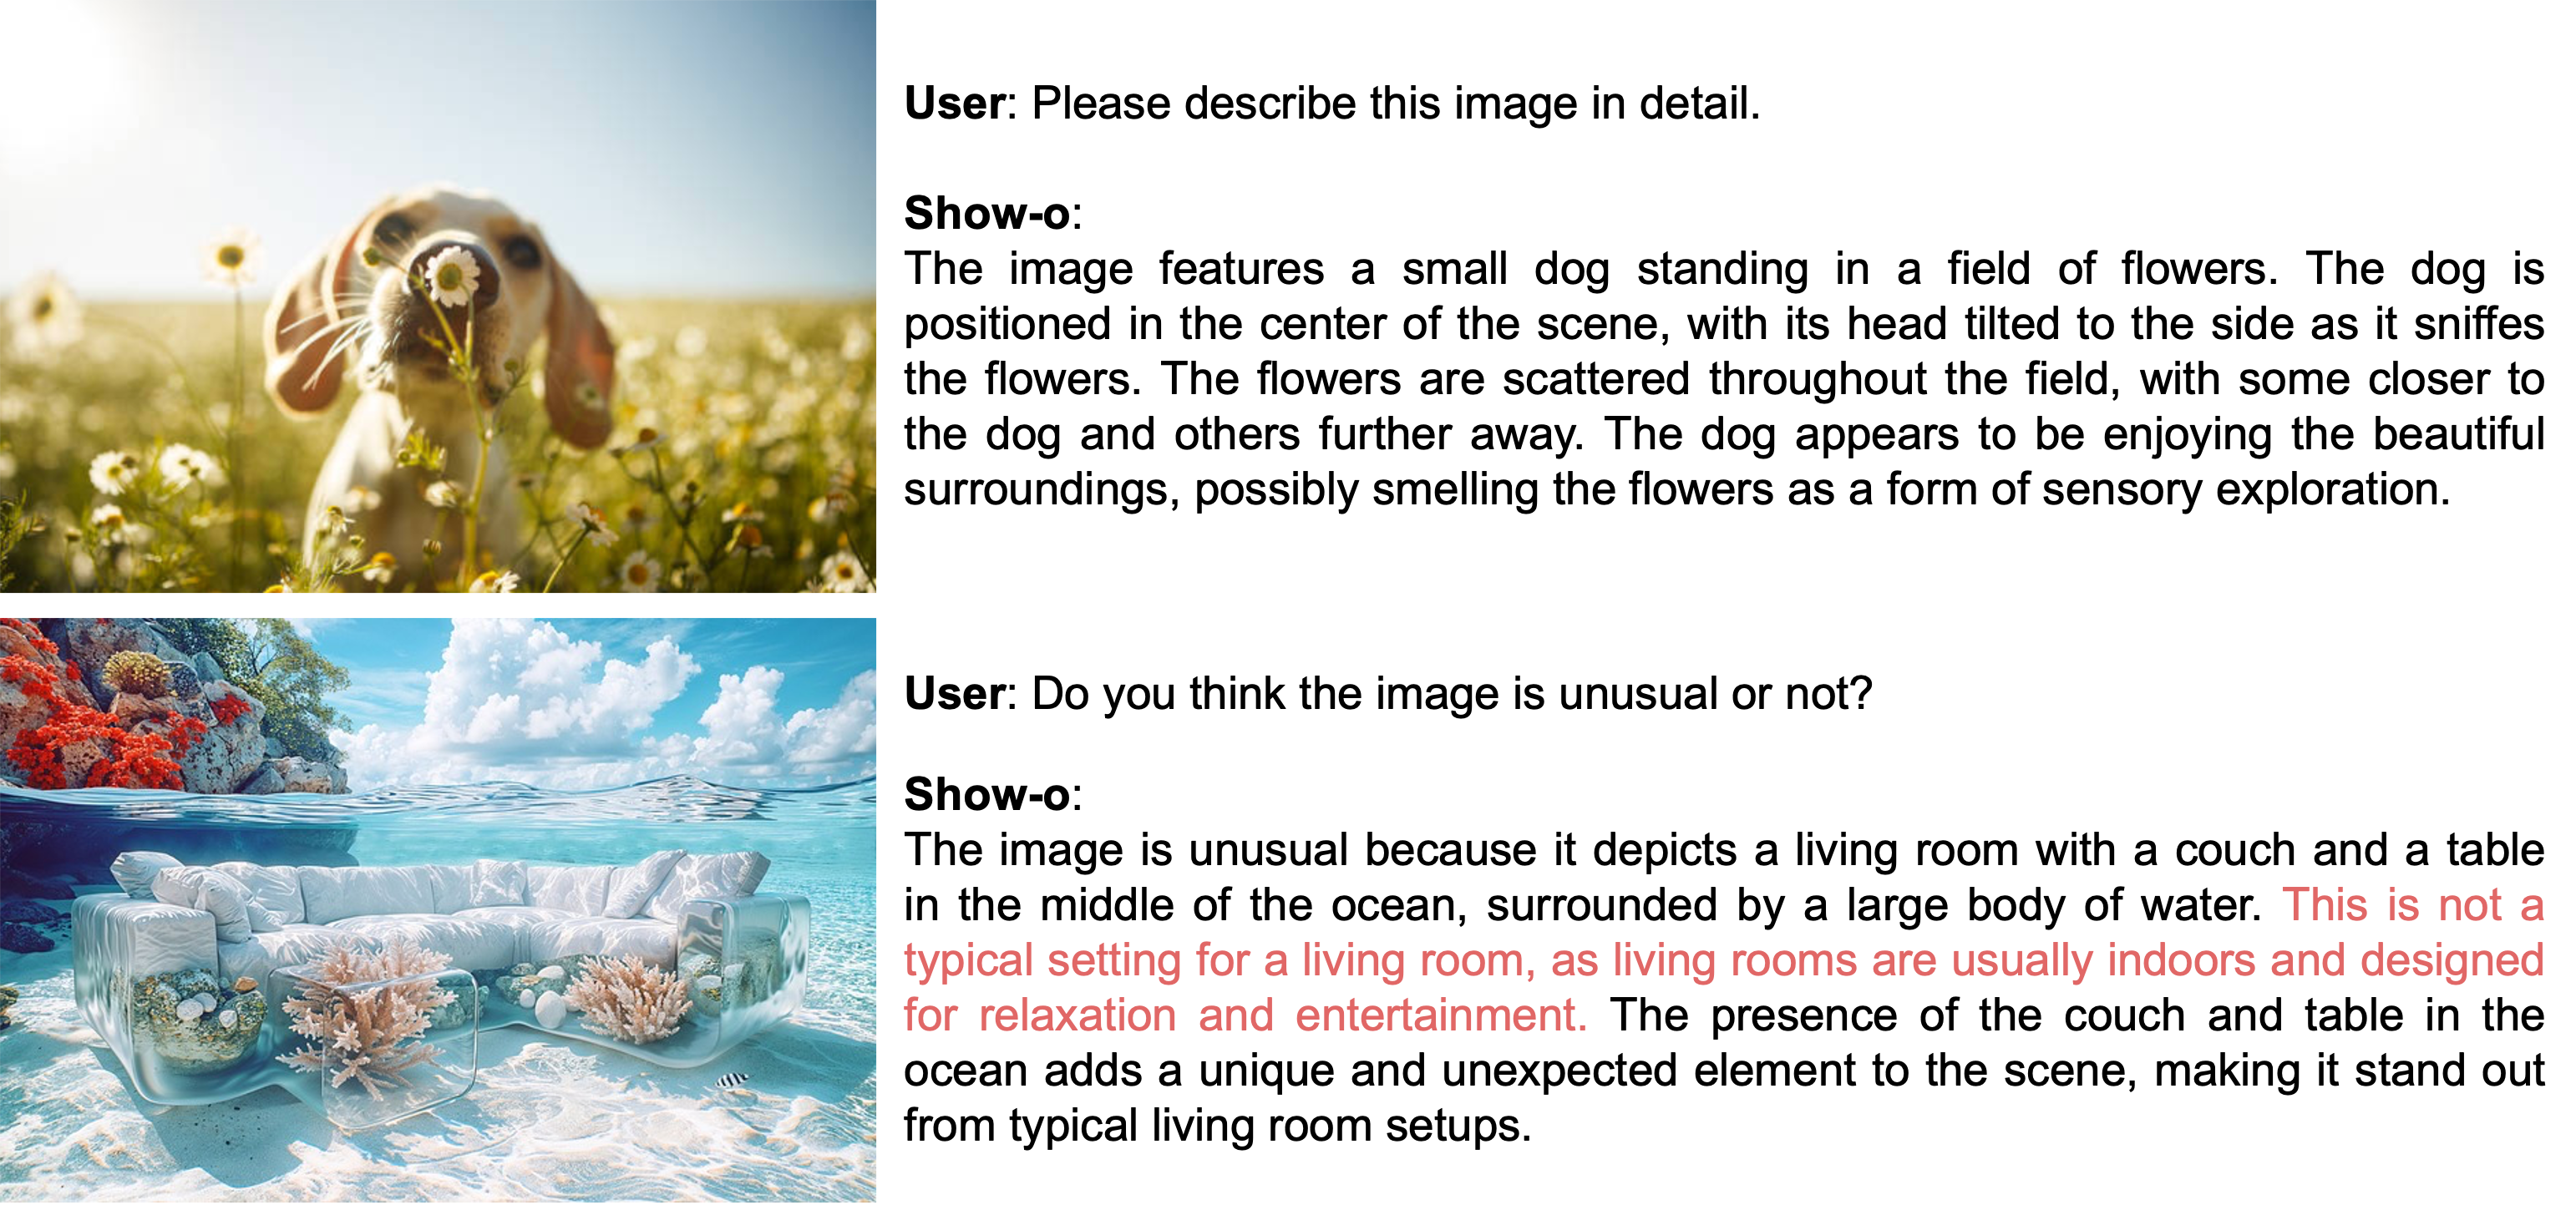 User: Please describe this image in detail.
Show-o:
The image features a small dog standing in a field of flowers. The dog is
positioned in the center of the scene, with its head tilted to the side as it sniffes
the flowers. The flowers are scattered throughout the field, with some closer to
the dog and others further away. The dog appears to be enjoying the beautiful
surroundings, possibly smelling the flowers as a form of sensory exploration.
User: Do you think the image is unusual or not?
Show-o:
The image is unusual because it depicts a living room with a couch and a table
in the middle of the ocean, surrounded by a large body of water. This is not a
typical setting for a living room, as living rooms are usually indoors and designed
for relaxation and entertainment. The presence of the couch and table in the
ocean adds a unique and unexpected element to the scene, making it stand out
from typical living room setups.